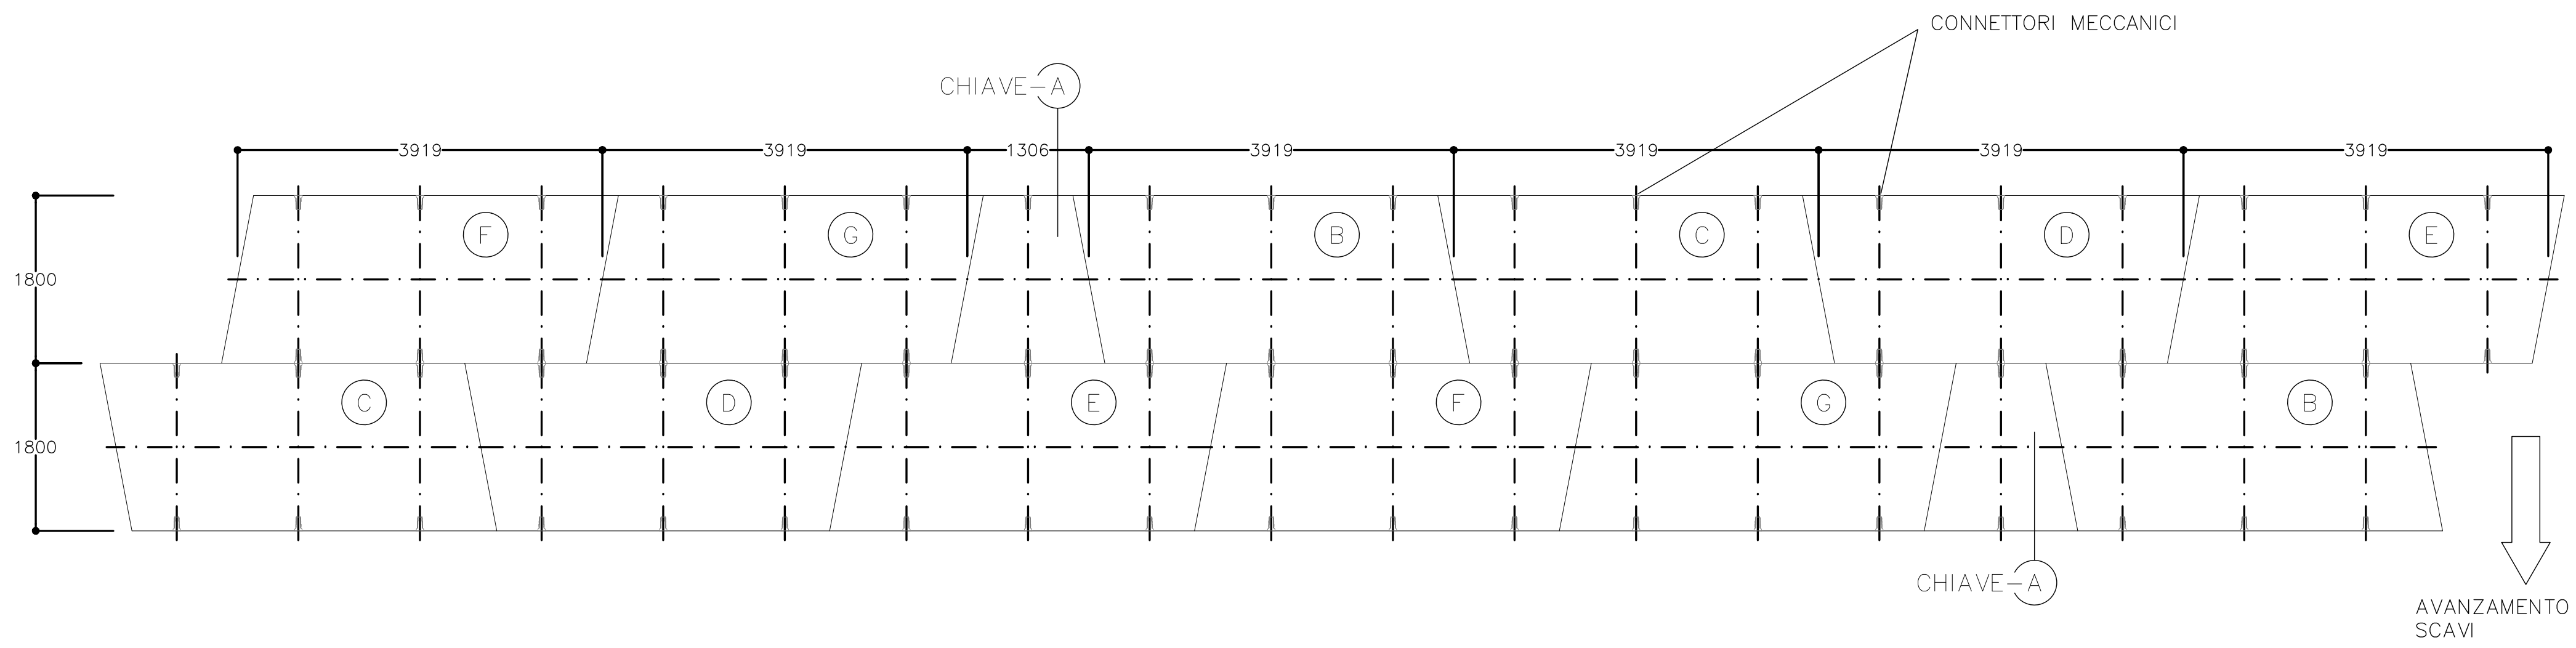 CONNETTORI MECCANICI
CHIAVE-A
3919 3919 1306 3919 3919 3919 3919
F G B C D E
1800
C D E F G B
1800
CHIAVE-A
AVANZAMENTO
SCAVI